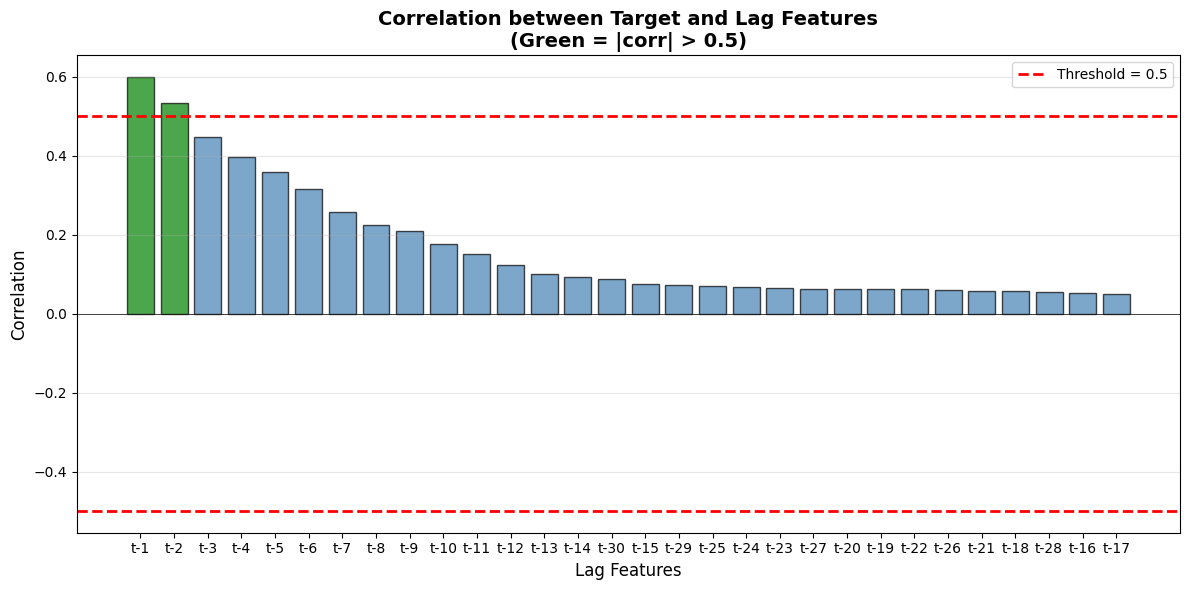 Correlation between Target and Lag Features
(Green = |corr| > 0.5)
Threshold = 0.5
Correlation
0.6
0.4
0.2
0.0
−0.2
−0.4
t-1 t-2 t-3 t-4 t-5 t-6 t-7 t-8 t-9 t-10 t-11 t-12 t-13 t-14 t-30 t-15 t-29 t-25 t-24 t-23 t-27 t-20 t-19 t-22 t-26 t-21 t-18 t-28 t-16 t-17
Lag Features